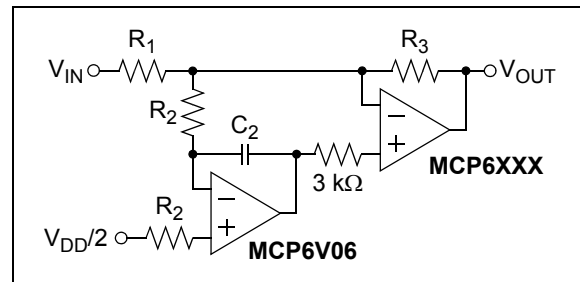 R1
R3
VIN
VOUT
R2
C2
3 kΩ
MCP6XXX
R2
VDD/2
MCP6V06